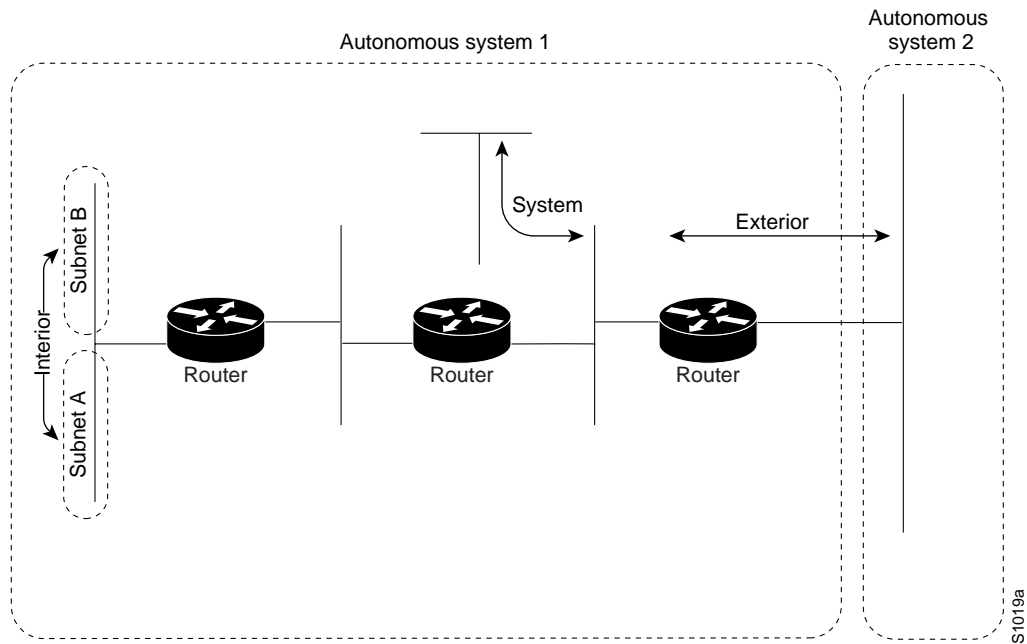 Autonomous system 1
Autonomous
system 2
System
Exterior
Subnet B
Interior
Subnet A
Router
Router
Router
S1019a